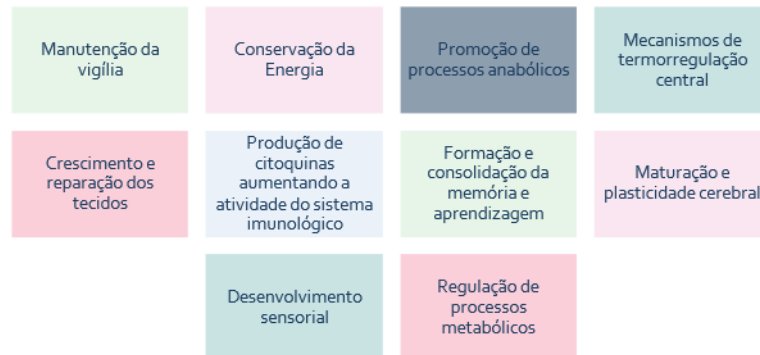 Manutenção da
vigília
Conservação da
Energia
Promoção de
processos anabólicos
Mecanismos de
termorregulação
central
Crescimento e
reparação dos
tecidos
Produção de
citoquinas
aumentando a
atividade do sistema
imunológico
Formação e
consolidação da
memória e
aprendizagem
Maturação e
plasticidade cerebral
Desenvolvimento
sensorial
Regulação de
processos
metabólicos